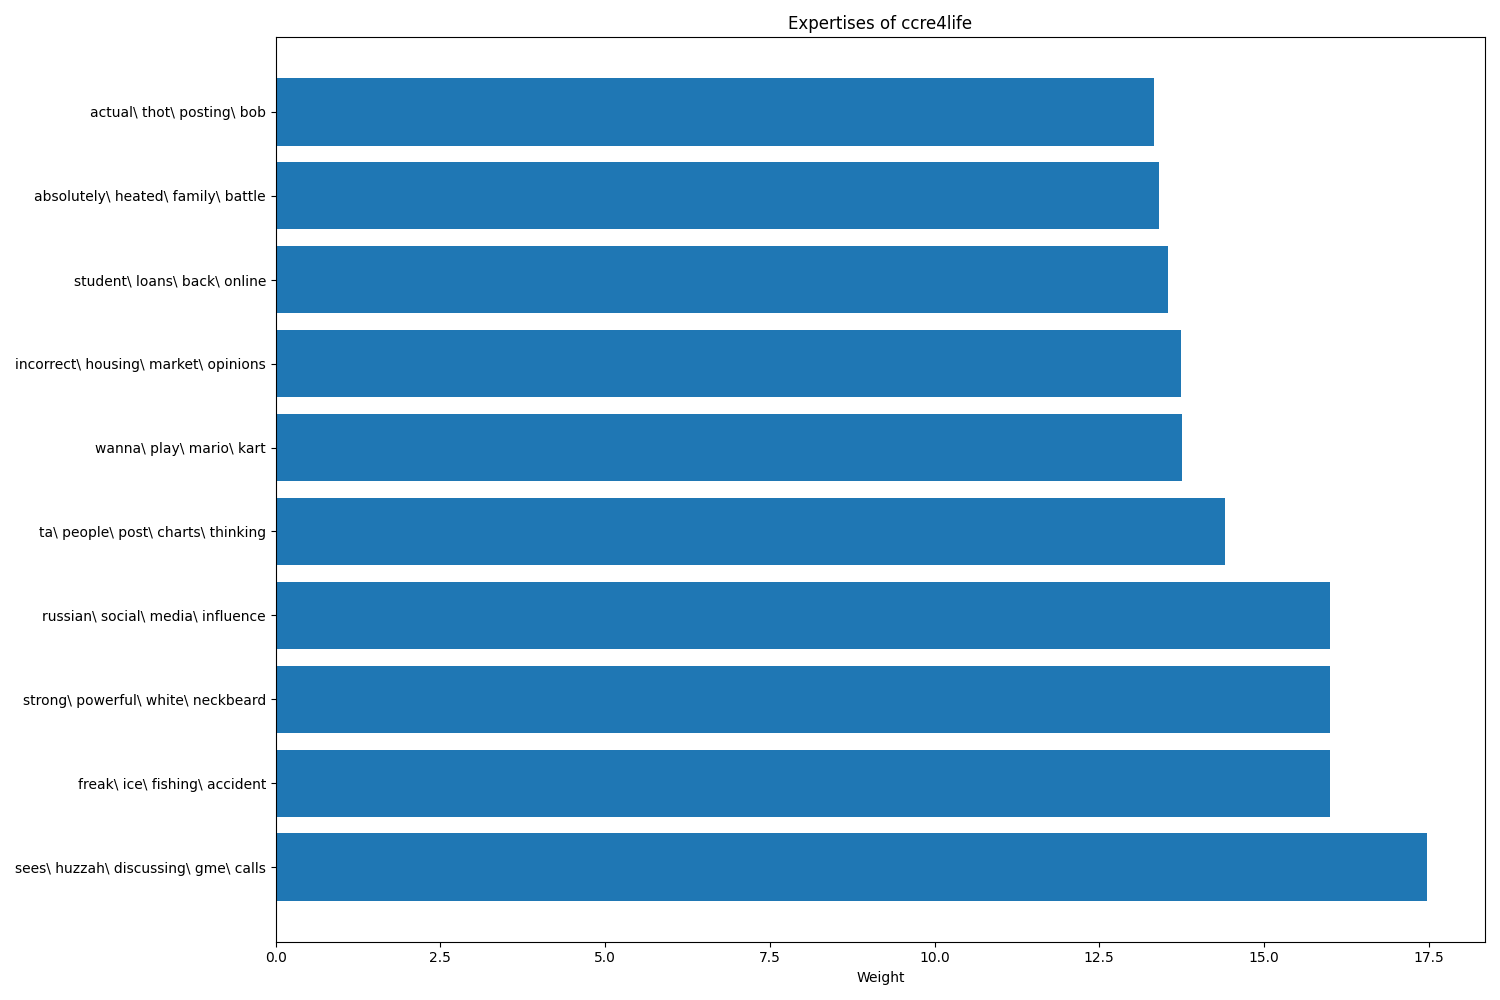 Expertises of ccre4life
actual\ thot\ posting\ bob
absolutely\ heated\ family\ battle
student\ loans\ back\ online
incorrect\ housing\ market\ opinions
wanna\ play\ mario\ kart
ta\ people\ post\ charts\ thinking
russian\ social\ media\ influence
strong\ powerful\ white\ neckbeard
freak\ ice\ fishing\ accident
sees\ huzzah\ discussing\ gme\ calls
0.0 2.5 5.0 7.5 10.0 12.5 15.0 17.5
Weight